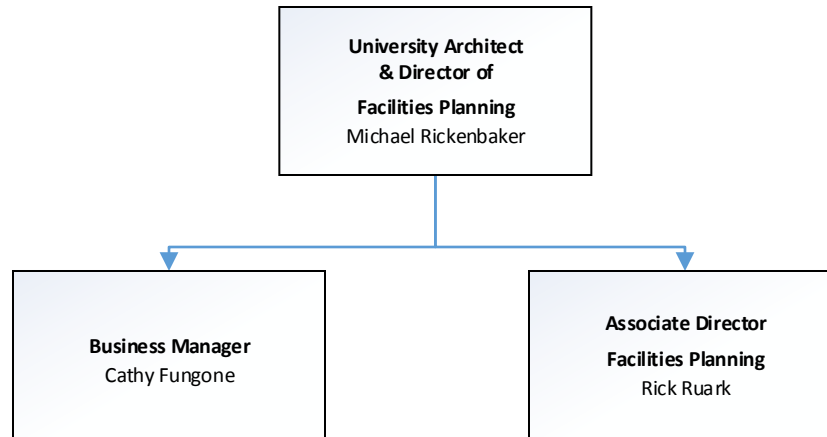 University Architect
& Director of
Facilities Planning
Michael Rickenbaker
Business Manager
Cathy Fungone
Associate Director
Facilities Planning
Rick Ruark